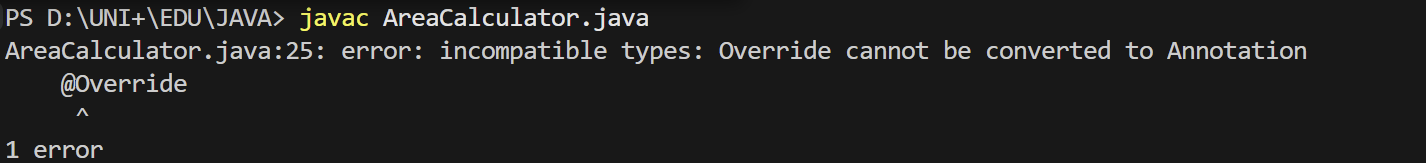 PS D:\UNI+\EDU\JAVA> javac AreaCalculator.java
AreaCalculator.java:25: error: incompatible types: Override cannot be converted to Annotation
    @Override
     ^
1 error